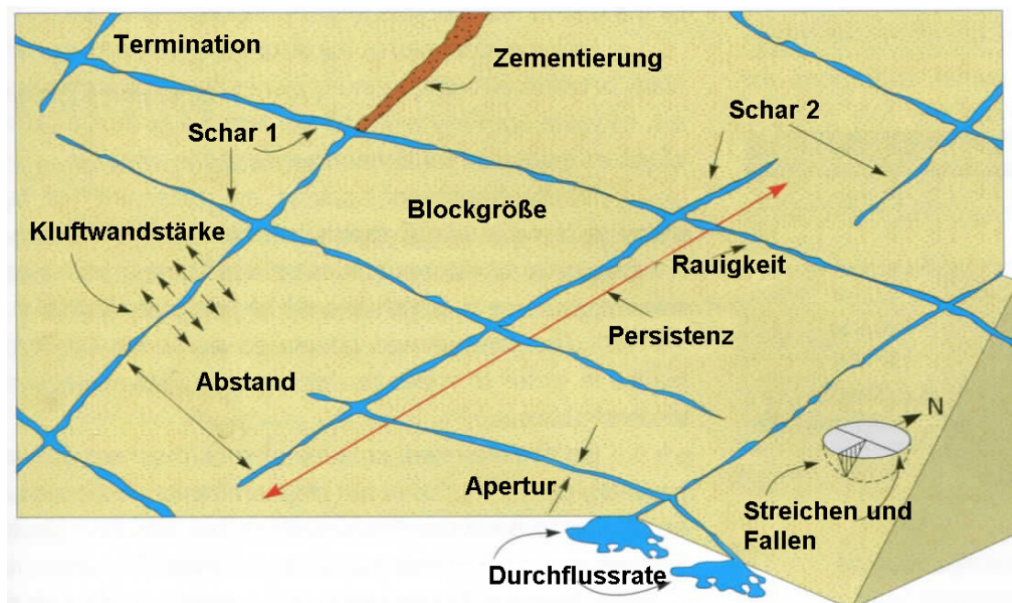 Termination
Zementierung
Schar 1
Schar 2
Blockgröße
Kluftwandstärke
Rauigkeit
Persistenz
Abstand
N
Apertur
Streichen und
Fallen
Durchflussrate